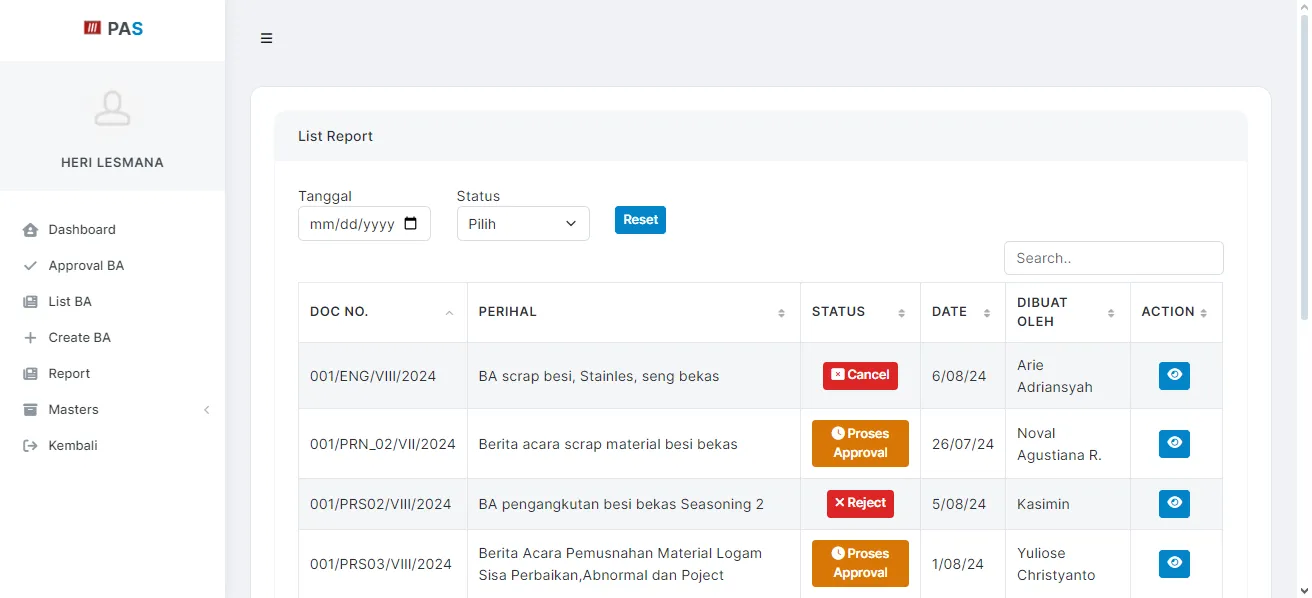 PAS
HERI LESMANA
Dashboard
Approval BA
List BA
Create BA
Report
Masters
Kembali
List Report
Tanggal
Status
mm/dd/yyyy
Pilih
Reset
Search..
DOC NO.
PERIHAL
STATUS
DATE
DIBUAT
OLEH
ACTION
001/ENG/VIII/2024
BA scrap besi, Stainles, seng bekas
Cancel
6/08/24
Arie
Adriansyah
001/PRN_02/VII/2024
Berita acara scrap material besi bekas
Proses
Approval
26/07/24
Noval
Agustiana R.
001/PRS02/VIII/2024
BA pengangkutan besi bekas Seasoning 2
Reject
5/08/24
Kasimin
001/PRS03/VIII/2024
Berita Acara Pemusnahan Material Logam
Sisa Perbaikan,Abnormal dan Poject
Proses
Approval
1/08/24
Yuliose
Christyanto